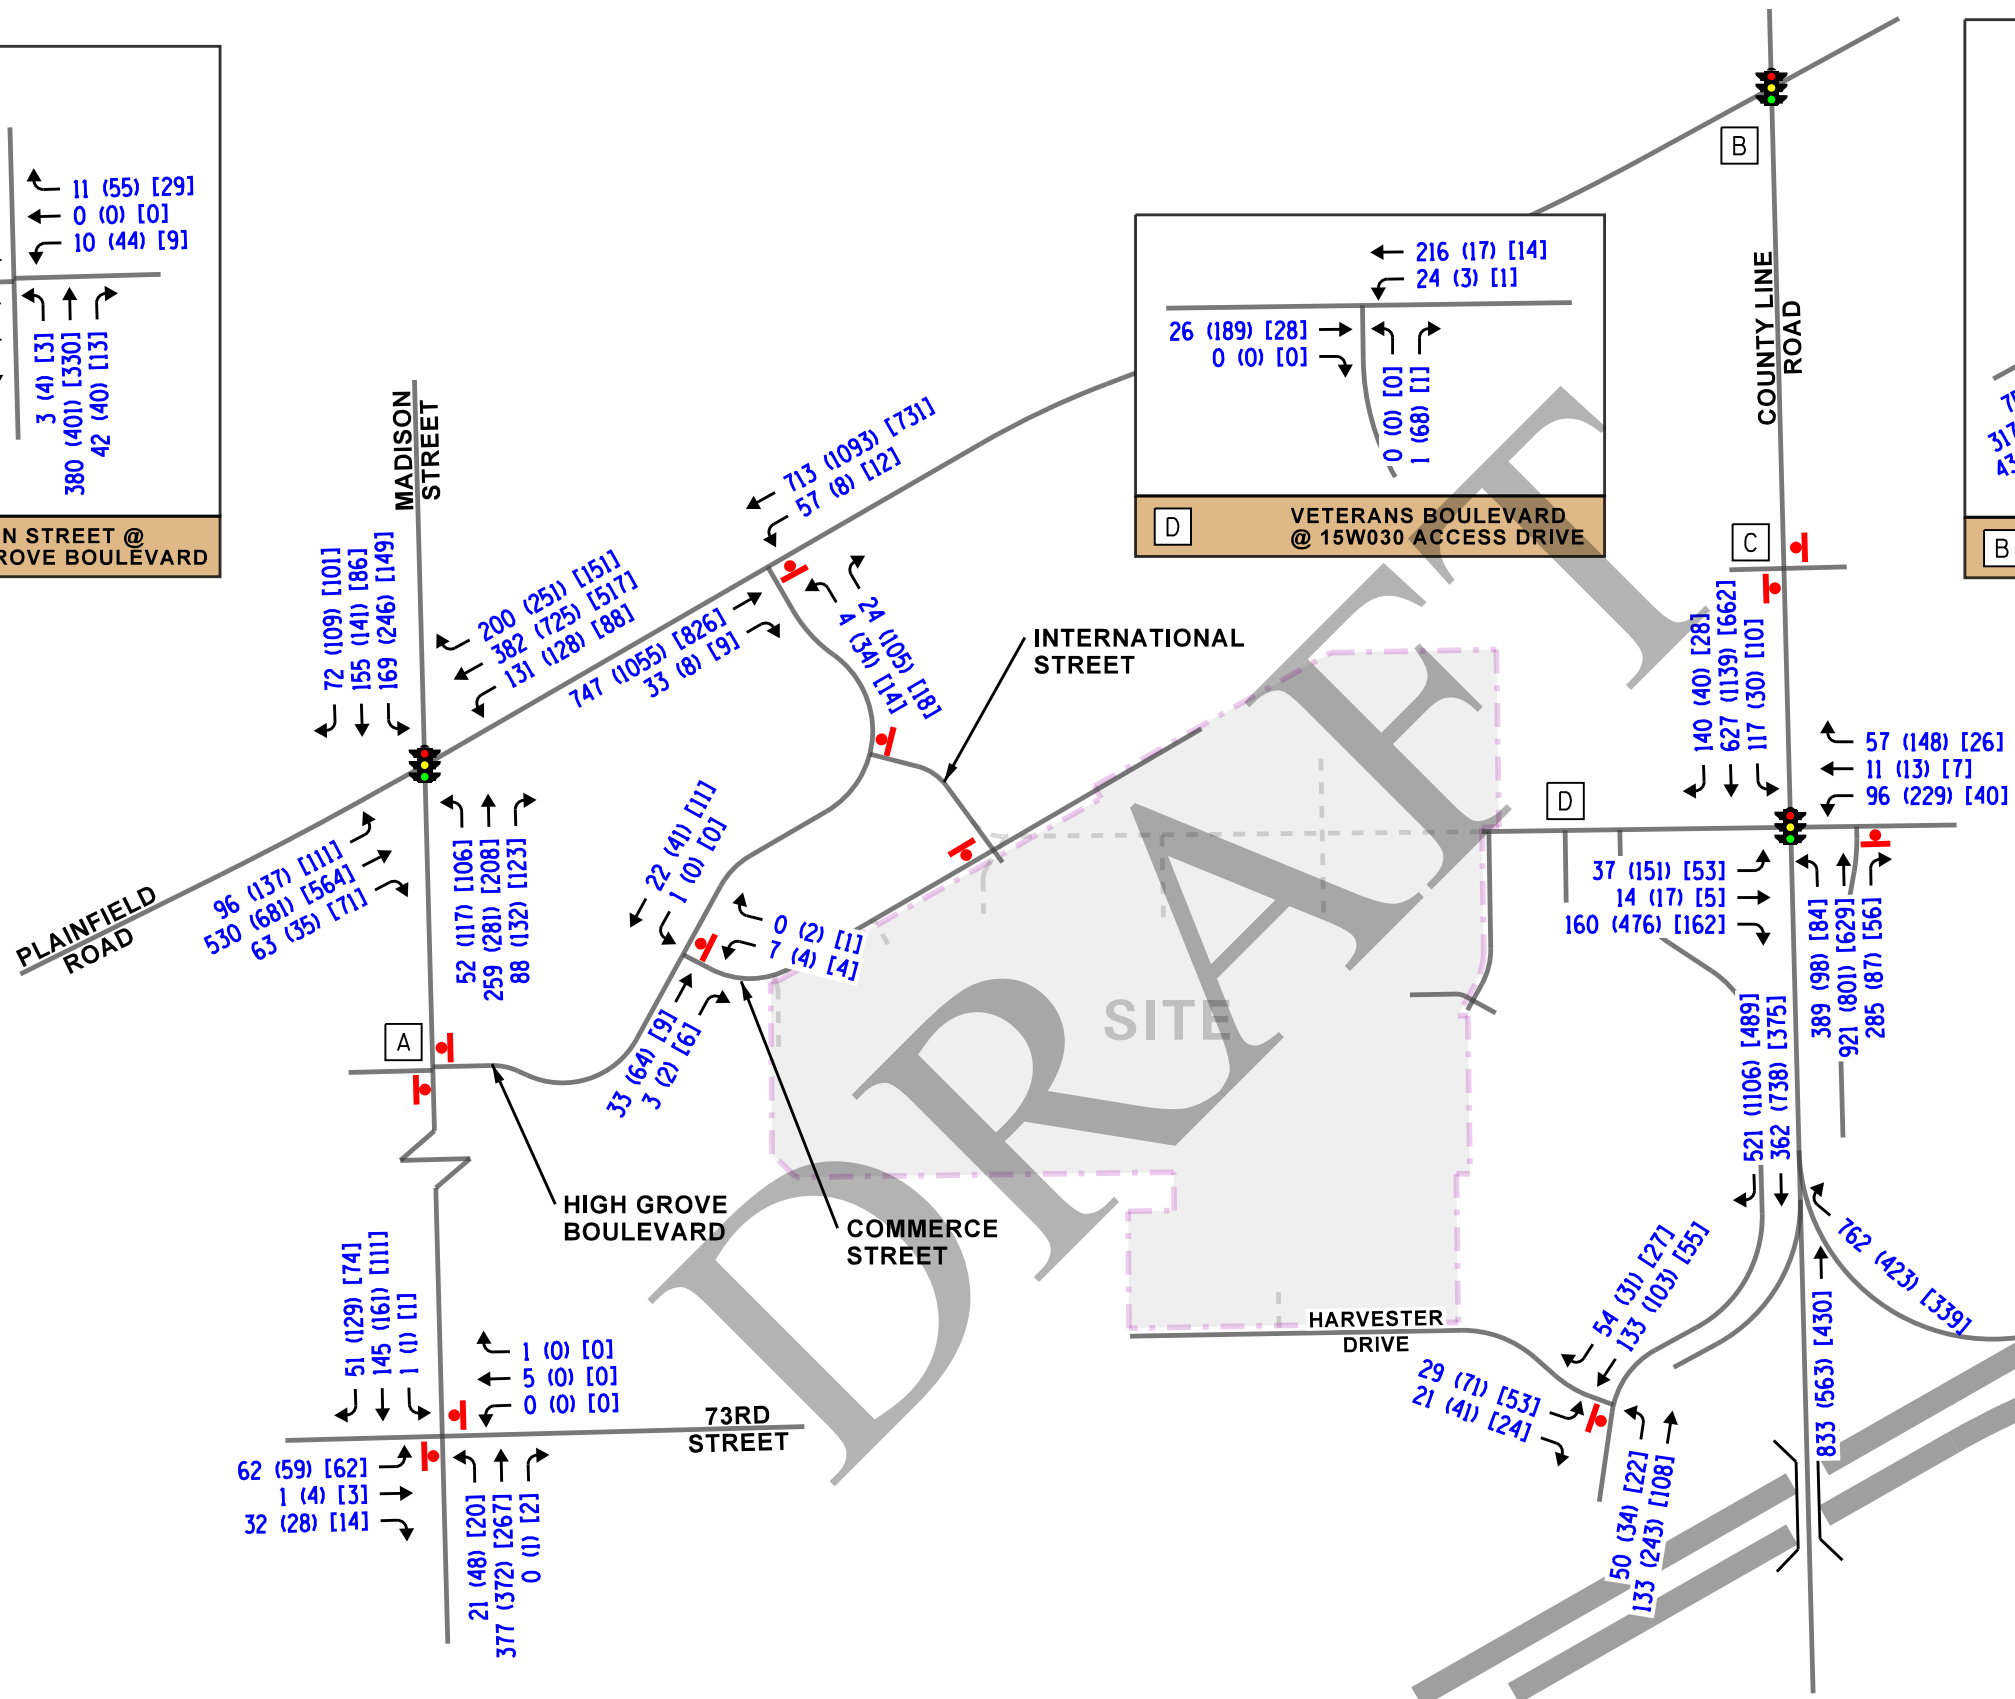 11 (55) [29]
0 (0) [0]
10 (44) [9]
3 (4) [3]
380 (401) [330]
42 (40) [13]
N STREET @
ROVE BOULEVARD
MADISON
STREET
72 (109) [101]
155 (141) [86]
169 (246) [149]
200 (251) [151]
382 (725) [517]
131 (128) [88]
713 (1093) [731]
57 (8) [12]
747 (1055) [826]
33 (8) [9]
24 (105) [18]
4 (34) [14]
216 (17) [14]
24 (3) [1]
26 (189) [28]
0 (0) [0]
0 (0) [0]
1 (68) [1]
D
VETERANS BOULEVARD
@ 15W030 ACCESS DRIVE
B
COUNTY LINE
ROAD
B
C
INTERNATIONAL
STREET
140 (40) [28]
627 (1139) [662]
117 (30) [10]
57 (148) [26]
11 (13) [7]
96 (229) [40]
D
37 (151) [53]
14 (17) [5]
160 (476) [162]
389 (98) [84]
921 (801) [629]
285 (87) [56]
PLAINFIELD
ROAD
96 (137) [111]
530 (681) [564]
63 (35) [71]
52 (117) [106]
259 (281) [208]
88 (132) [123]
22 (41) [11]
1 (0) [0]
0 (2) [1]
7 (4) [4]
33 (64) [9]
3 (2) [6]
A
SITE
DRAFT
HIGH GROVE
BOULEVARD
COMMERCE
STREET
521 (1106) [489]
362 (738) [375]
762 (423) [339]
833 (563) [430]
54 (31) [27]
133 (103) [55]
HARVESTER
DRIVE
29 (71) [53]
21 (41) [24]
50 (34) [22]
133 (243) [108]
51 (129) [74]
145 (161) [111]
1 (1) [1]
1 (0) [0]
5 (0) [0]
0 (0) [0]
73RD
STREET
62 (59) [62]
1 (4) [3]
32 (28) [14]
21 (48) [20]
377 (372) [267]
0 (1) [2]
317
43